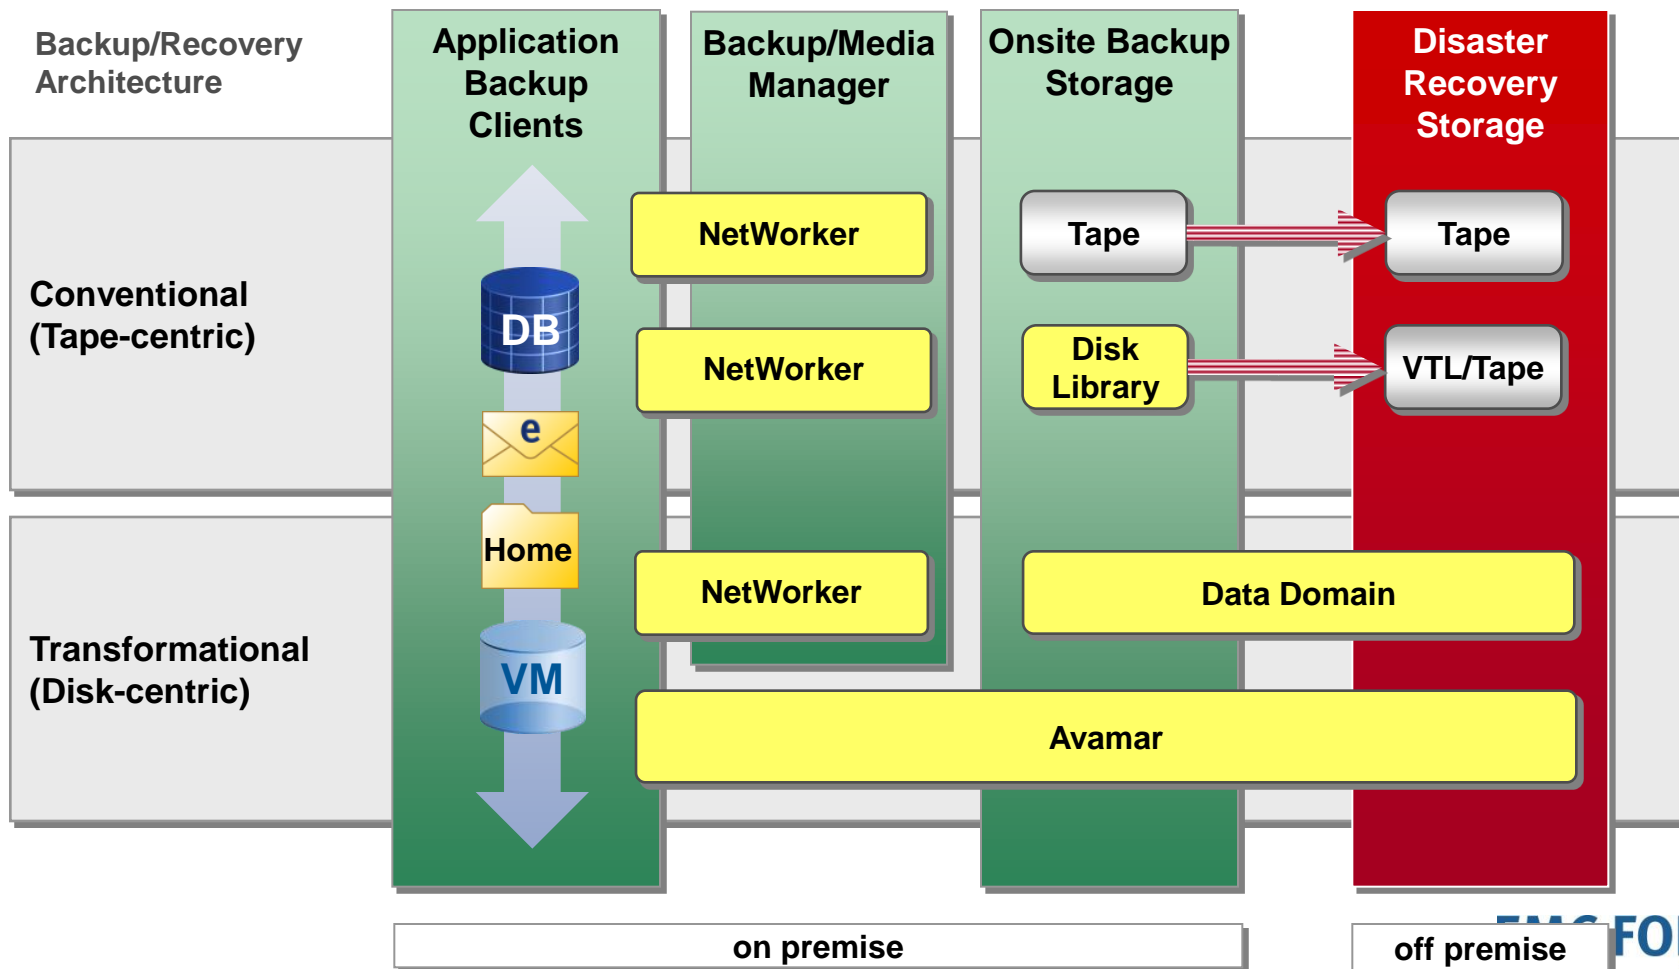 Backup/Recovery
Architecture
Application
Backup
Clients
Backup/Media
Manager
Onsite Backup
Storage
Disaster
Recovery
Storage
Conventional
(Tape-centric)
NetWorker
Tape
Tape
DB
NetWorker
Disk
Library
VTL/Tape
e
Home
Transformational
(Disk-centric)
NetWorker
Data Domain
VM
Avamar
on premise
off premise